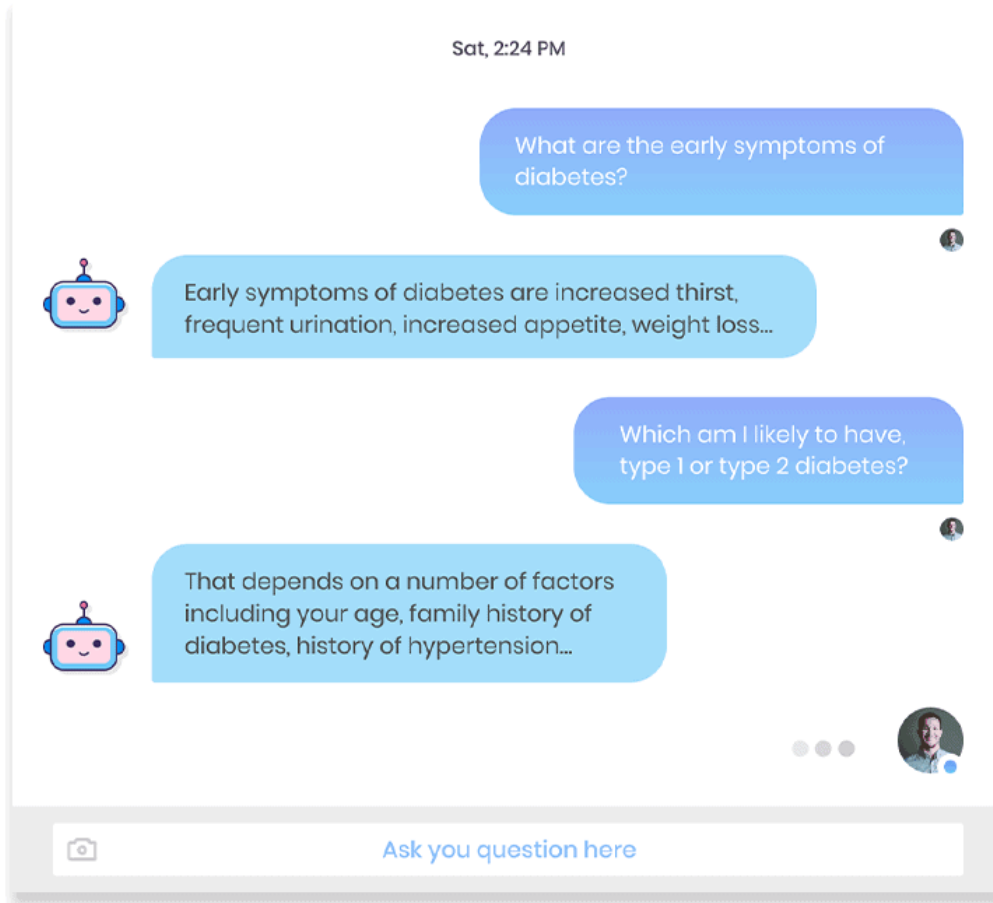 Sat, 2:24 PM
What are the early symptoms of
diabetes?
Early symptoms of diabetes are increased thirst,
frequent urination, increased appetite, weight loss...
Which am I likely to have,
type 1 or type 2 diabetes?
That depends on a number of factors
including your age, family history of
diabetes, history of hypertension...
Ask you question here